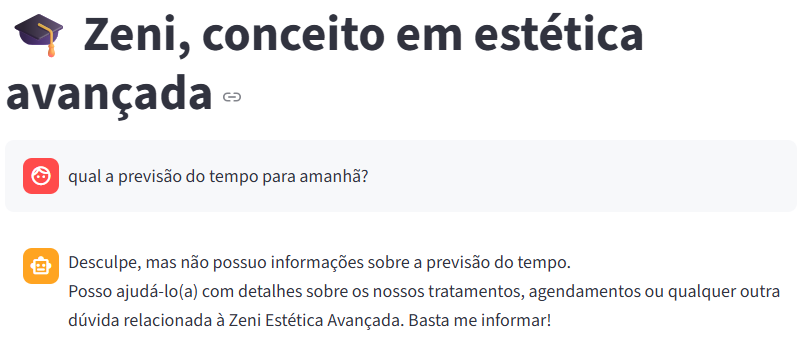 Zeni, conceito em estética
avançada
qual a previsão do tempo para amanhã?
Desculpe, mas não possuo informações sobre a previsão do tempo.
Posso ajudá-lo(a) com detalhes sobre os nossos tratamentos, agendamentos ou qualquer outra
dúvida relacionada à Zeni Estética Avançada. Basta me informar!